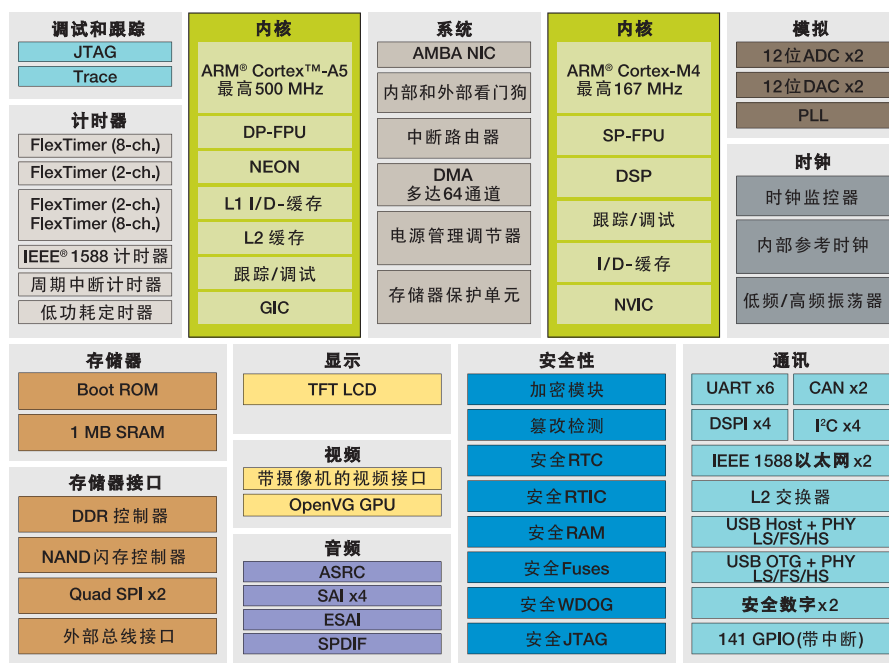 调试和跟踪
JTAG
Trace
计时器
FlexTimer (8-ch.)
FlexTimer (2-ch.)
FlexTimer (2-ch.)
FlexTimer (8-ch.)
IEEE® 1588 计时器
周期中断计时器
低功耗定时器
内核
ARM® Cortex™-A5
最高500 MHz
DP-FPU
NEON
L1 I/D-缓存
L2 缓存
跟踪/调试
GIC
系统
AMBA NIC
内部和外部看门狗
中断路由器
DMA
多达64通道
电源管理调节器
存储器保护单元
内核
ARM® Cortex-M4
最高167 MHz
SP-FPU
DSP
跟踪/调试
I/D-缓存
NVIC
模拟
12位ADC x2
12位DAC x2
PLL
时钟
时钟监控器
内部参考时钟
低频/高频振荡器
存储器
Boot ROM
1 MB SRAM
存储器接口
DDR 控制器
NAND闪存控制器
Quad SPI x2
外部总线接口
显示
TFT LCD
视频
带摄像机的视频接口
OpenVG GPU
音频
ASRC
SAI x4
ESAI
SPDIF
安全性
加密模块
篡改检测
安全RTC
安全RTIC
安全RAM
安全Fuses
安全WDOG
安全JTAG
通讯
UART x6
CAN x2
DSPI x4
I²C x4
IEEE 1588以太网 x2
L2 交换器
USB Host + PHY
LS/FS/HS
USB OTG + PHY
LS/FS/HS
安全数字x2
141 GPIO(带中断)